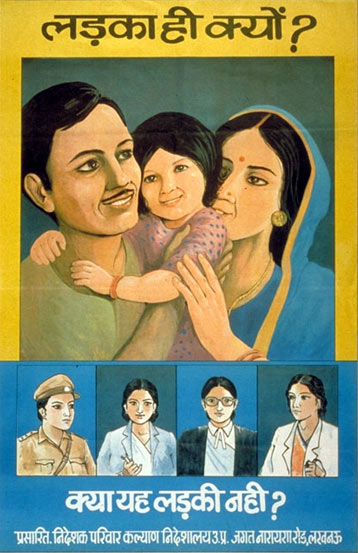 लड़का ही क्यों?
क्या यह लड़की नही?
प्रसारित. निदेशक परिवार कल्याण निदेशालय उ.प्र. जगत नारायण रोड, लखनऊ